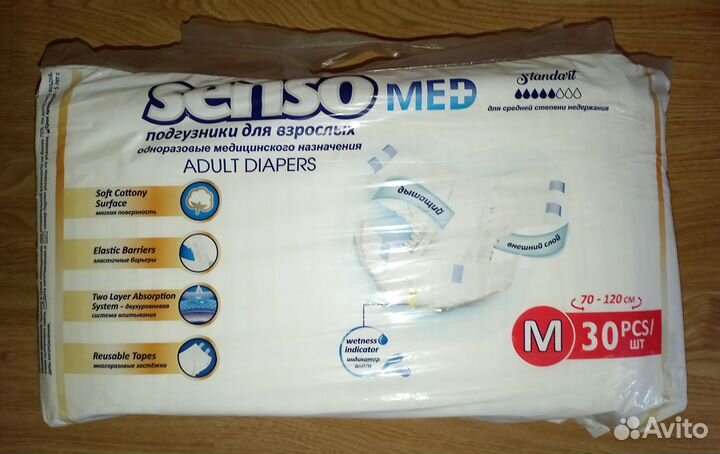 senso MED
подгузники для взрослых
одноразовые медицинского назначения
ADULT DIAPERS
Standart
для средней степени недержания
Soft Cottony
Surface
мягкая поверхность
Elastic Barriers
эластичные барьеры
Two Layer Absorption
System – двухуровневая
система впитывания
Reusable Tapes
многоразовые застёжки
дышащий
внешний слой
wetness
indicator
индикатор
влаги
70 - 120 см
M 30 PCS/
ШТ
Avito